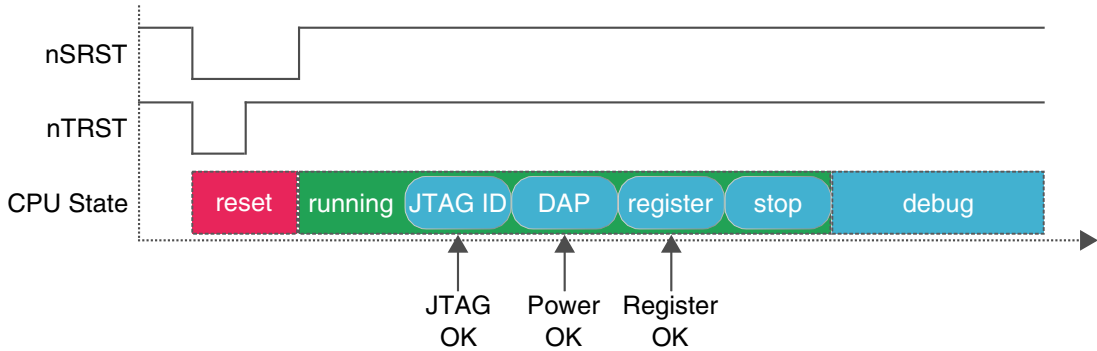 nSRST
nTRST
CPU State
reset
running
JTAG ID
DAP
register
stop
debug
JTAG
OK
Power
OK
Register
OK